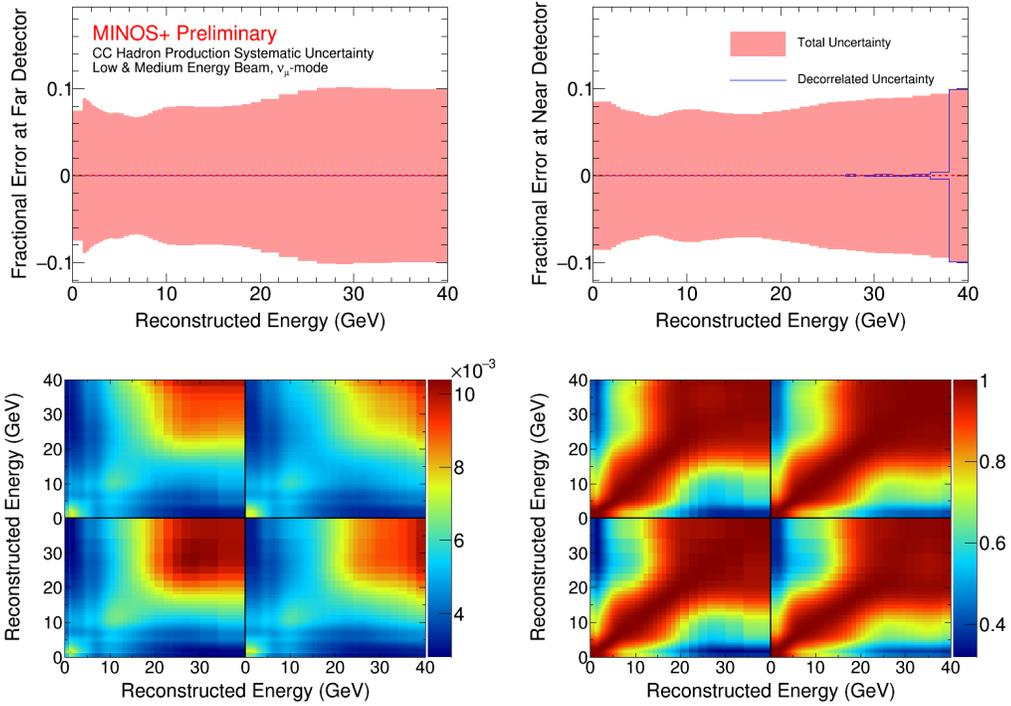 MINOS+ Preliminary
CC Hadron Production Systematic Uncertainty
Low & Medium Energy Beam, νμ-mode
Fractional Error at Far Detector
0.1
0
−0.1
0 10 20 30 40
Reconstructed Energy (GeV)
Total Uncertainty
Decorrelated Uncertainty
Fractional Error at Near Detector
0.1
0
−0.1
0 10 20 30 40
Reconstructed Energy (GeV)
×10⁻³
Reconstructed Energy (GeV)
40
30
20
10
0
10
8
6
4
Reconstructed Energy (GeV)
30
20
10
0
0 10 20 30 0 10 20 30 40
Reconstructed Energy (GeV)
Reconstructed Energy (GeV)
40
30
20
10
0
1
0.8
0.6
0.4
Reconstructed Energy (GeV)
30
20
10
0
0 10 20 30 0 10 20 30 40
Reconstructed Energy (GeV)